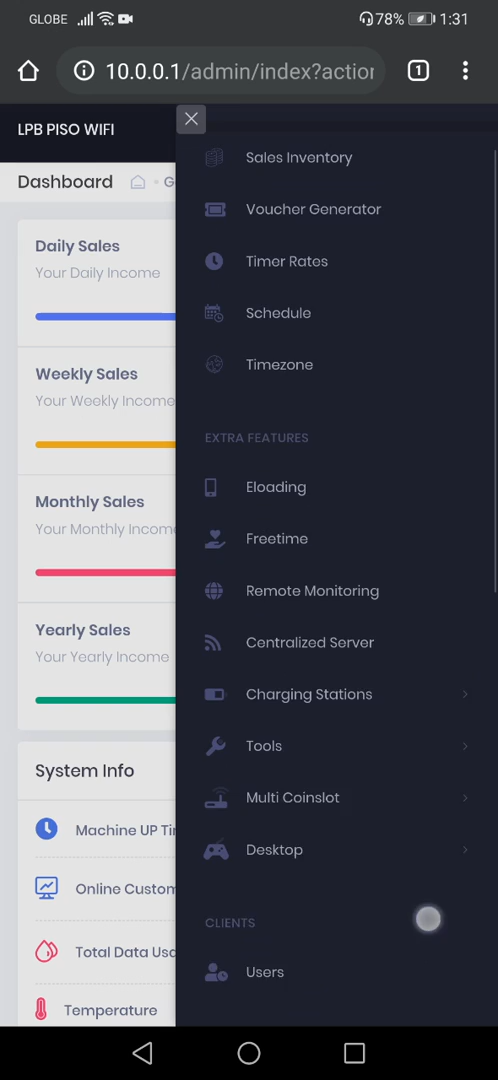 GLOBE 78% 1:31
10.0.0.1/admin/index?action 1
LPB PISO WIFI
Dashboard
Daily Sales
Your Daily Income
Weekly Sales
Your Weekly Income
Monthly Sales
Your Monthly Income
Yearly Sales
Your Yearly Income
System Info
Machine UP Ti
Online Custom
Total Data Usa
Temperature
Sales Inventory
Voucher Generator
Timer Rates
Schedule
Timezone
EXTRA FEATURES
Eloading
Freetime
Remote Monitoring
Centralized Server
Charging Stations
Tools
Multi Coinslot
Desktop
CLIENTS
Users